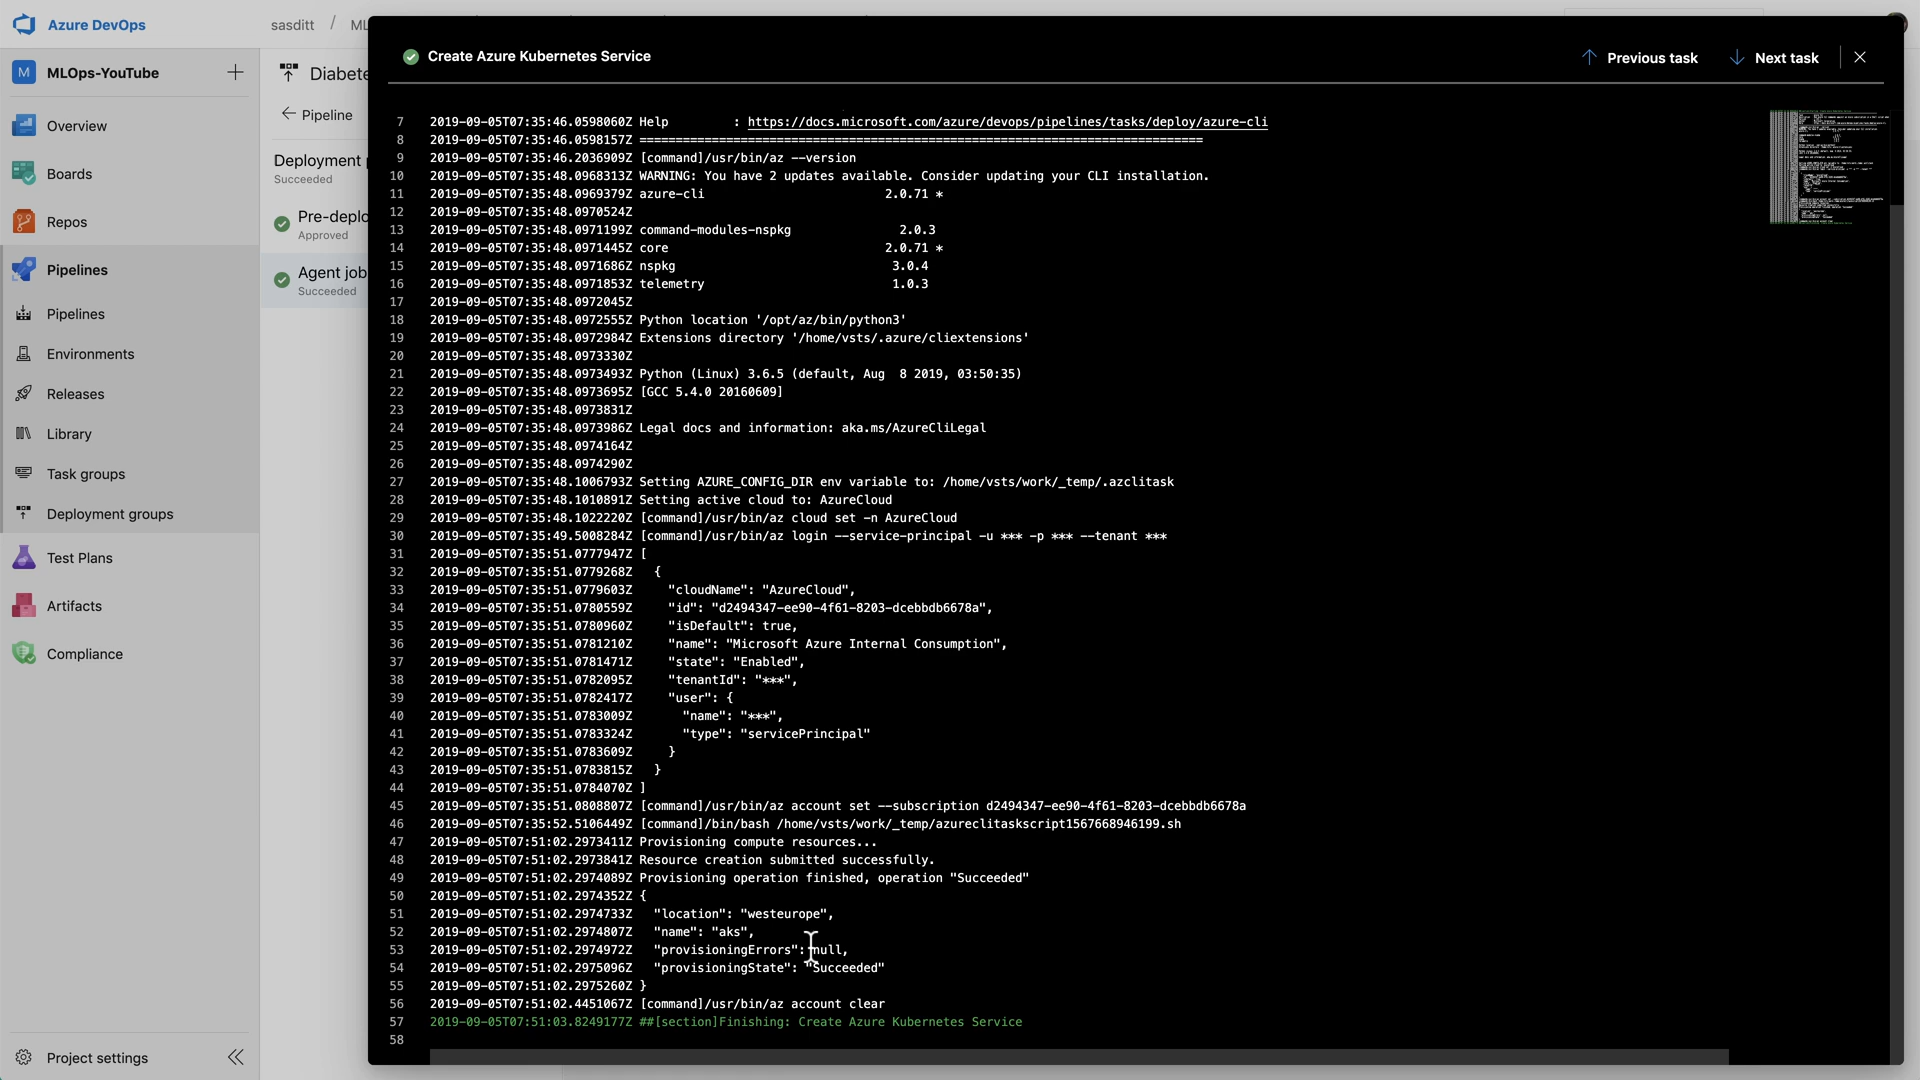 Azure DevOps
sasditt / ML
M MLOps-YouTube
Overview
Boards
Repos
Pipelines
Pipelines
Environments
Releases
Library
Task groups
Deployment groups
Test Plans
Artifacts
Compliance
Project settings
Diabete
Pipeline
Deployment p
Succeeded
Pre-deplo
Approved
Agent job
Succeeded
Create Azure Kubernetes Service
Previous task
Next task
7 2019-09-05T07:35:46.0598060Z Help : https://docs.microsoft.com/azure/devops/pipelines/tasks/deploy/azure-cli
8 2019-09-05T07:35:46.0598157Z ==============================================================================
9 2019-09-05T07:35:46.2036909Z [command]/usr/bin/az --version
10 2019-09-05T07:35:48.0968313Z WARNING: You have 2 updates available. Consider updating your CLI installation.
11 2019-09-05T07:35:48.0969379Z azure-cli 2.0.71 *
12 2019-09-05T07:35:48.0970524Z
13 2019-09-05T07:35:48.0971199Z command-modules-nspkg 2.0.3
14 2019-09-05T07:35:48.0971445Z core 2.0.71 *
15 2019-09-05T07:35:48.0971686Z nspkg 3.0.4
16 2019-09-05T07:35:48.0971853Z telemetry 1.0.3
17 2019-09-05T07:35:48.0972045Z
18 2019-09-05T07:35:48.0972555Z Python location '/opt/az/bin/python3'
19 2019-09-05T07:35:48.0972984Z Extensions directory '/home/vsts/.azure/cliextensions'
20 2019-09-05T07:35:48.0973330Z
21 2019-09-05T07:35:48.0973493Z Python (Linux) 3.6.5 (default, Aug  8 2019, 03:50:35)
22 2019-09-05T07:35:48.0973695Z [GCC 5.4.0 20160609]
23 2019-09-05T07:35:48.0973831Z
24 2019-09-05T07:35:48.0973986Z Legal docs and information: aka.ms/AzureCliLegal
25 2019-09-05T07:35:48.0974164Z
26 2019-09-05T07:35:48.0974290Z
27 2019-09-05T07:35:48.1006793Z Setting AZURE_CONFIG_DIR env variable to: /home/vsts/work/_temp/.azclitask
28 2019-09-05T07:35:48.1010891Z Setting active cloud to: AzureCloud
29 2019-09-05T07:35:48.1022220Z [command]/usr/bin/az cloud set -n AzureCloud
30 2019-09-05T07:35:49.5008284Z [command]/usr/bin/az login --service-principal -u *** -p *** --tenant ***
31 2019-09-05T07:35:51.0777947Z [
32 2019-09-05T07:35:51.0779268Z {
33 2019-09-05T07:35:51.0779603Z "cloudName": "AzureCloud",
34 2019-09-05T07:35:51.0780559Z "id": "d2494347-ee90-4f61-8203-dcebbdb6678a",
35 2019-09-05T07:35:51.0780960Z "isDefault": true,
36 2019-09-05T07:35:51.0781210Z "name": "Microsoft Azure Internal Consumption",
37 2019-09-05T07:35:51.0781471Z "state": "Enabled",
38 2019-09-05T07:35:51.0782095Z "tenantId": "***",
39 2019-09-05T07:35:51.0782417Z "user": {
40 2019-09-05T07:35:51.0783009Z "name": "***",
41 2019-09-05T07:35:51.0783324Z "type": "servicePrincipal"
42 2019-09-05T07:35:51.0783609Z }
43 2019-09-05T07:35:51.0783815Z }
44 2019-09-05T07:35:51.0784070Z ]
45 2019-09-05T07:35:51.0808807Z [command]/usr/bin/az account set --subscription d2494347-ee90-4f61-8203-dcebbdb6678a
46 2019-09-05T07:35:52.5106449Z [command]/bin/bash /home/vsts/work/_temp/azureclitaskscript1567668946199.sh
47 2019-09-05T07:51:02.2973411Z Provisioning compute resources...
48 2019-09-05T07:51:02.2973841Z Resource creation submitted successfully.
49 2019-09-05T07:51:02.2974089Z Provisioning operation finished, operation "Succeeded"
50 2019-09-05T07:51:02.2974352Z {
51 2019-09-05T07:51:02.2974733Z "location": "westeurope",
52 2019-09-05T07:51:02.2974807Z "name": "aks",
53 2019-09-05T07:51:02.2974972Z "provisioningErrors": null,
54 2019-09-05T07:51:02.2975096Z "provisioningState": "Succeeded"
55 2019-09-05T07:51:02.2975260Z }
56 2019-09-05T07:51:02.4451067Z [command]/usr/bin/az account clear
57 2019-09-05T07:51:03.8249177Z ##[section]Finishing: Create Azure Kubernetes Service
58